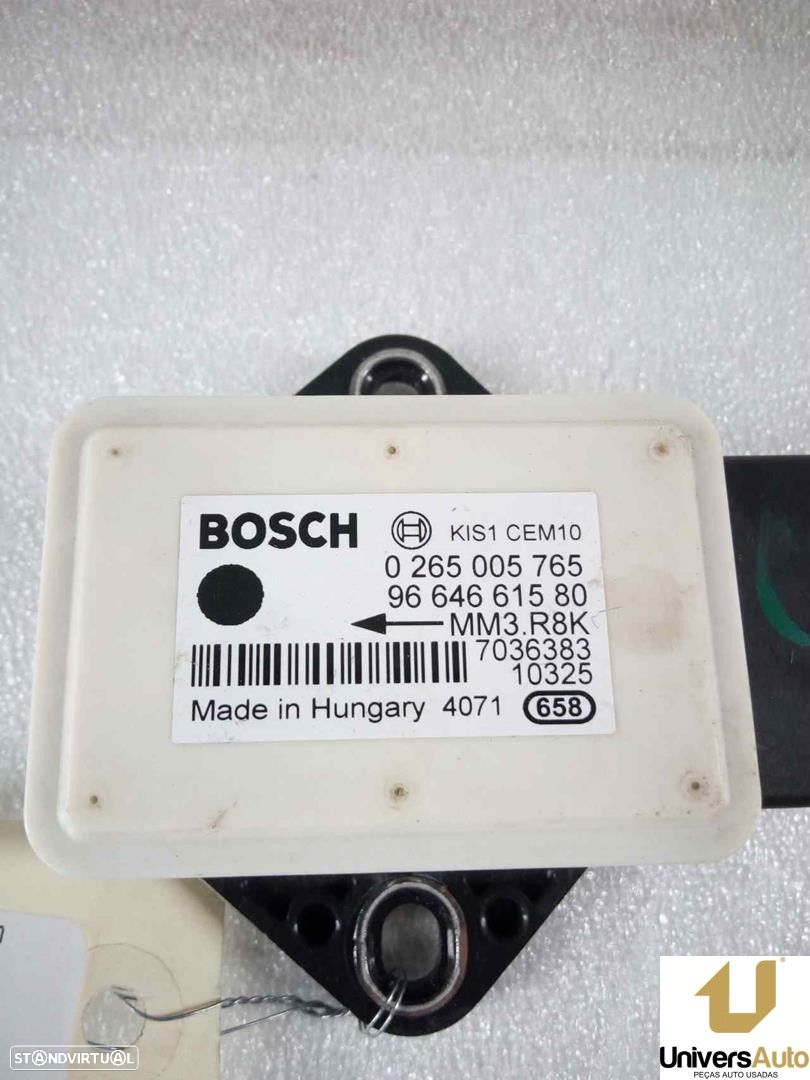 BOSCH
KIS1 CEM10
0 265 005 765
96 646 615 80
MM3.R8K
7036383
10325
Made in Hungary 4071 658
STANDVIRTUAL
UniversAuto
PEÇAS AUTO USADAS